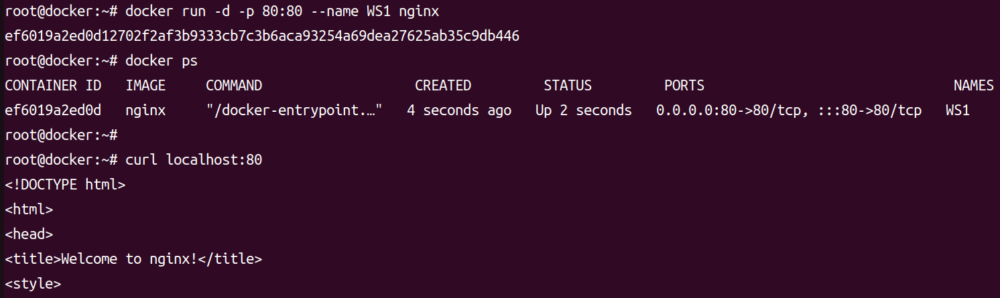 root@docker:~# docker run -d -p 80:80 --name WS1 nginx
ef6019a2ed0d12702f2af3b9333cb7c3b6aca93254a69dea27625ab35c9db446
root@docker:~# docker ps
CONTAINER ID   IMAGE     COMMAND                   CREATED         STATUS         PORTS                               NAMES
ef6019a2ed0d   nginx     "/docker-entrypoint.…"   4 seconds ago   Up 2 seconds   0.0.0.0:80->80/tcp, :::80->80/tcp   WS1
root@docker:~#
root@docker:~# curl localhost:80
<!DOCTYPE html>
<html>
<head>
<title>Welcome to nginx!</title>
<style>